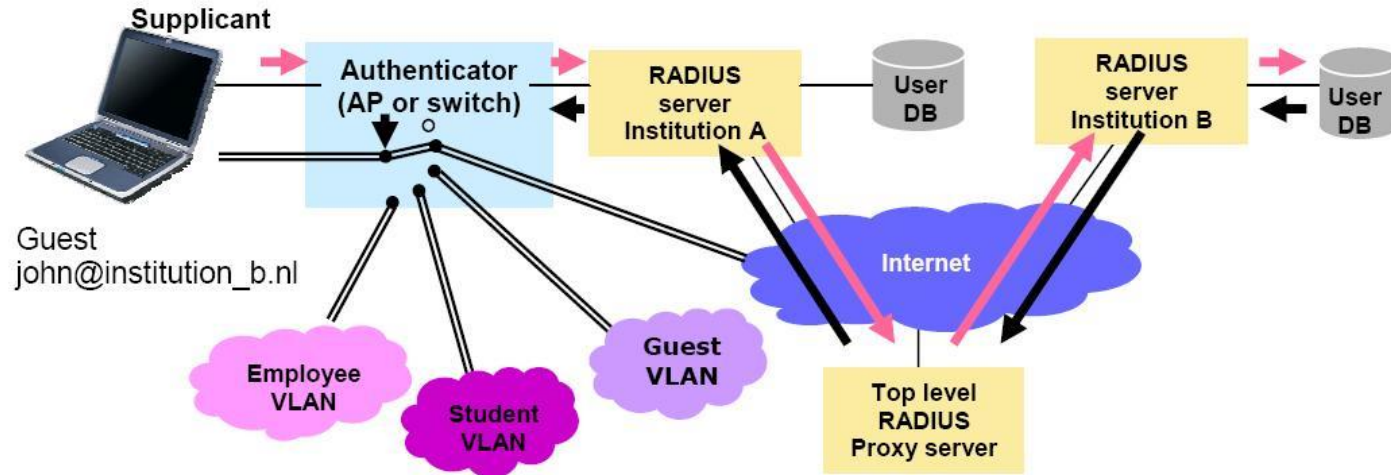 Supplicant
Authenticator
(AP or switch)
RADIUS
server
Institution A
User
DB
RADIUS
server
Institution B
User
DB
Guest
john@institution_b.nl
Internet
Employee
VLAN
Student
VLAN
Guest
VLAN
Top level
RADIUS
Proxy server